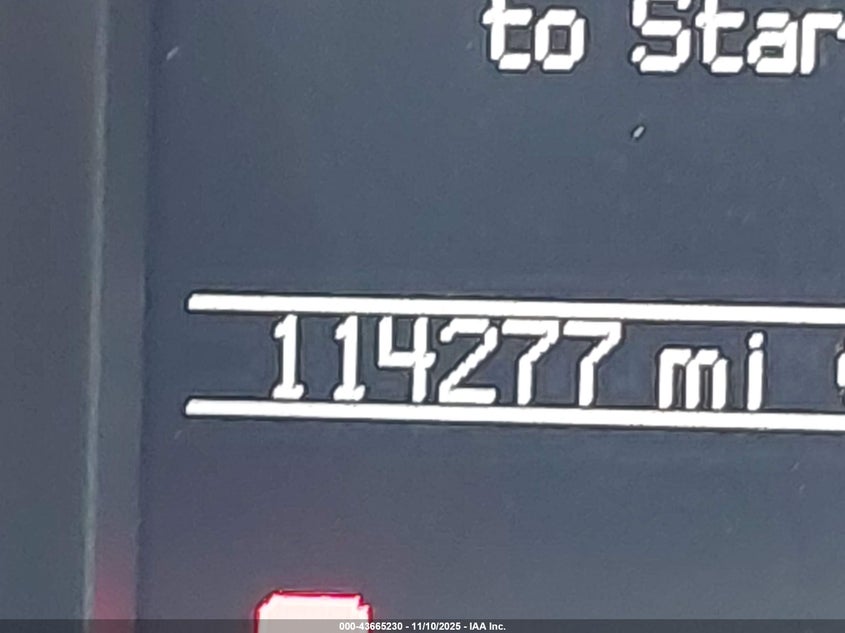 to Star
114277 mi
000-43665230 - 11/10/2025 - IAA Inc.